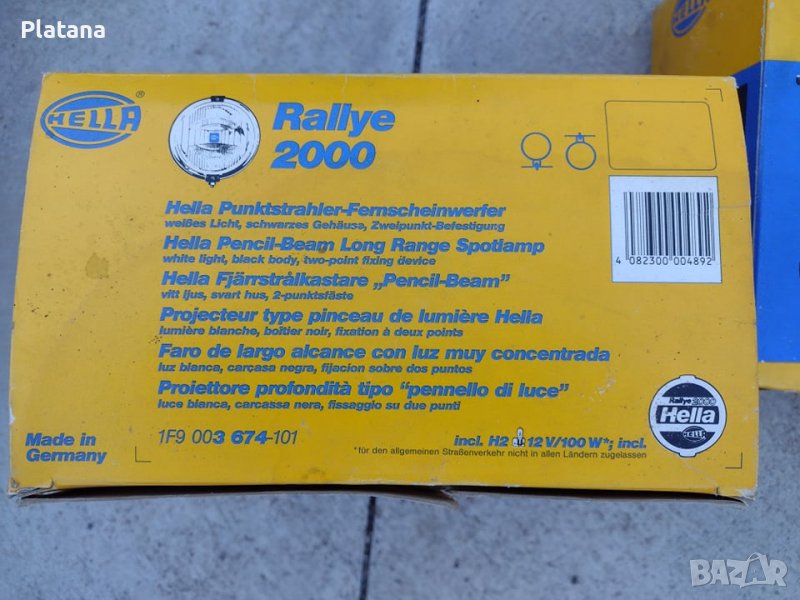 Platana
HELLA
HELLA ®
Rallye
2000
Hella Punktstrahler-Fernscheinwerfer
weißes Licht, schwarzes Gehäuse, Zweipunkt-Befestigung
Hella Pencil-Beam Long Range Spotlamp
white light, black body, two-point fixing device
Hella Fjärrstrålkastare „Pencil-Beam”
vitt ljus, svart hus, 2-punktsfäste
Projecteur type pinceau de lumière Hella
lumière blanche, boîtier noir, fixation à deux points
Faro de largo alcance con luz muy concentrada
luz blanca, carcasa negra, fijacion sobre dos puntos
Proiettore profondità tipo “pennello di luce”
luce bianca, carcassa nera, fissaggio su due punti
4 082300 004892
Rallye 2000
Hella
HELLA
Made in
Germany
1F9 003 674-101
incl. H2 12 V/100 W*; incl.
*für den allgemeinen Straßenverkehr nicht in allen Ländern zugelassen
BAZAR